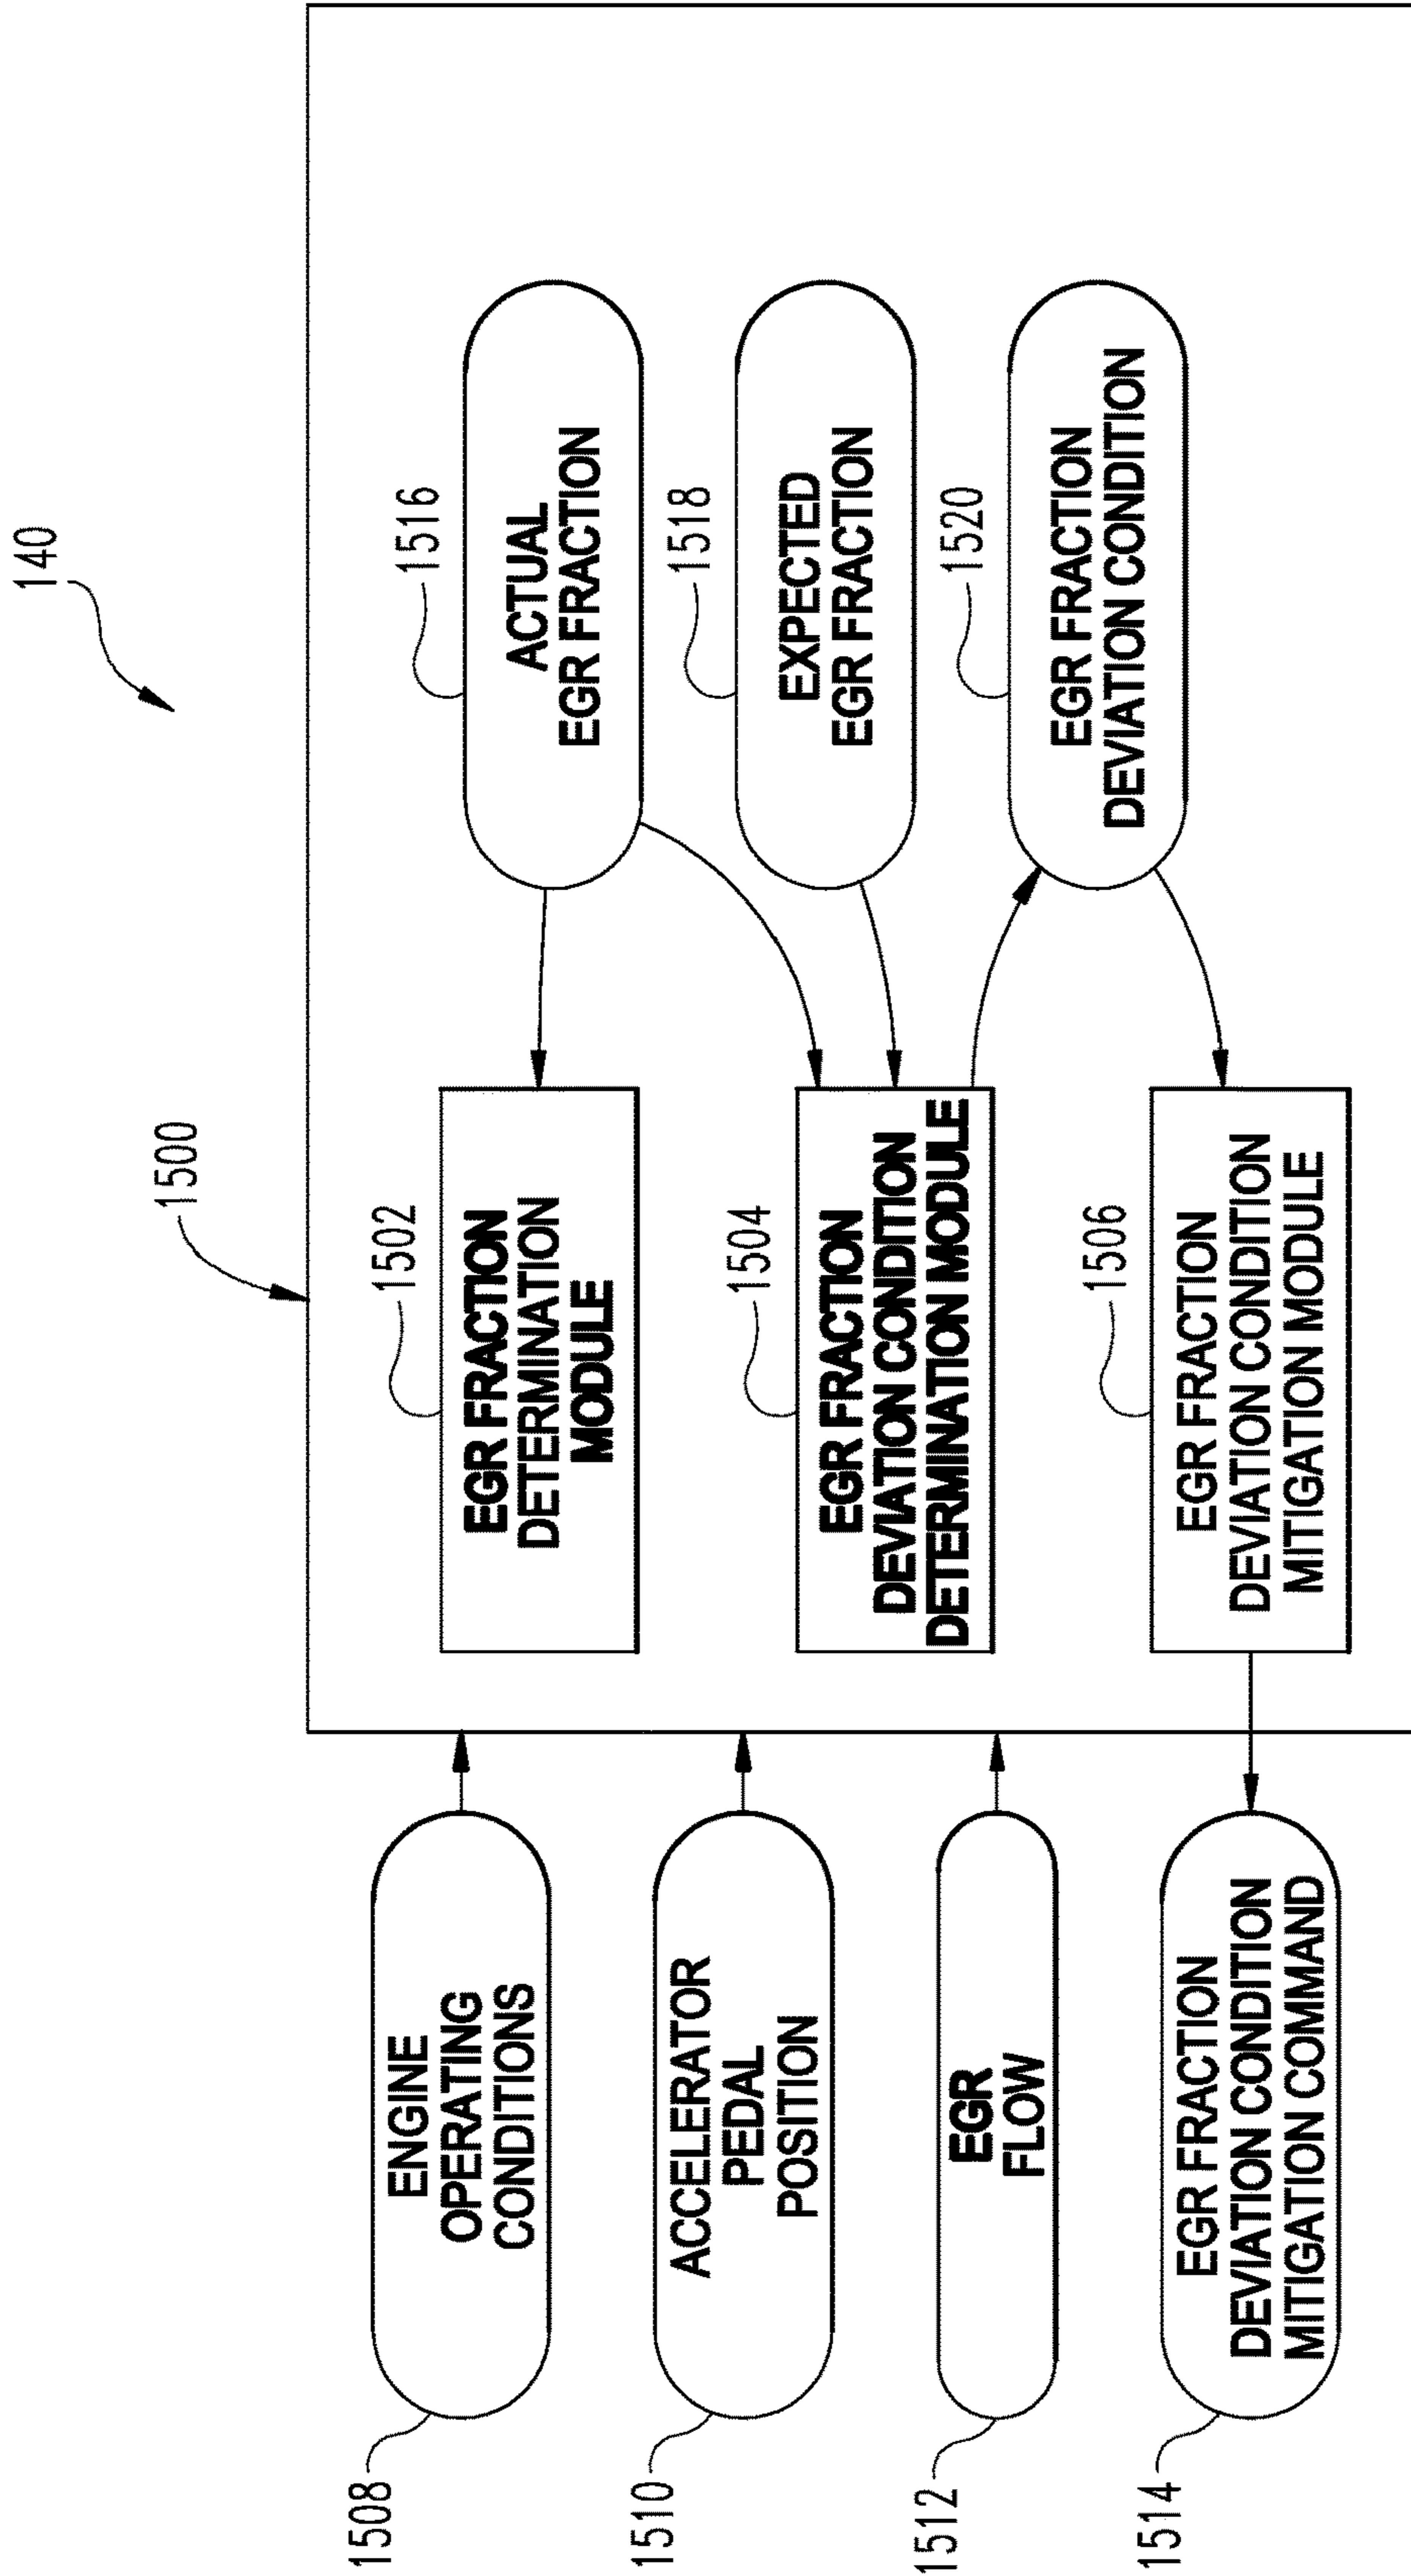 140
1500
1508
ENGINE
OPERATING
CONDITIONS
1510
ACCELERATOR
PEDAL
POSITION
1512
EGR
FLOW
1514
EGR FRACTION
DEVIATION CONDITION
MITIGATION COMMAND
1502
EGR FRACTION
DETERMINATION
MODULE
1504
EGR FRACTION
DEVIATION CONDITION
DETERMINATION MODULE
1506
EGR FRACTION
DEVIATION CONDITION
MITIGATION MODULE
1516
ACTUAL
EGR FRACTION
1518
EXPECTED
EGR FRACTION
1520
EGR FRACTION
DEVIATION CONDITION